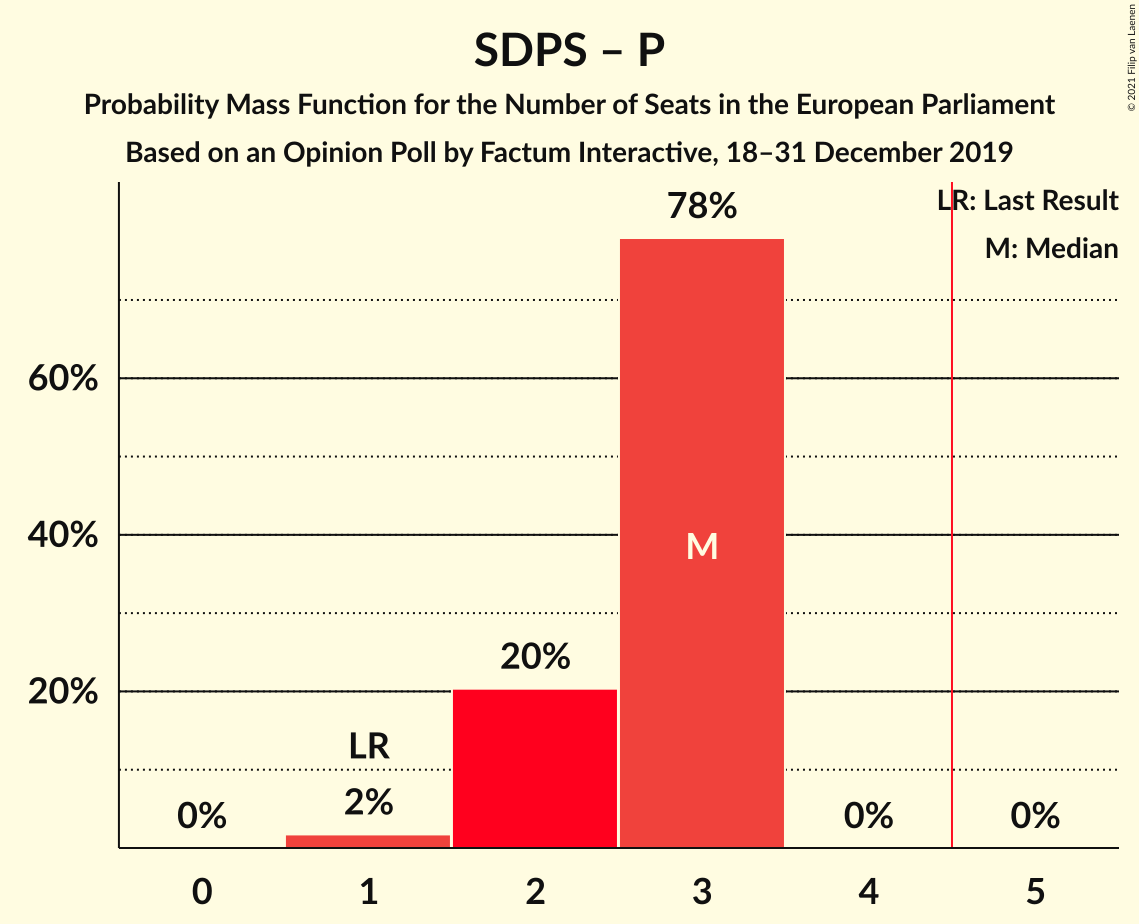 SDPS – P
Probability Mass Function for the Number of Seats in the European Parliament
Based on an Opinion Poll by Factum Interactive, 18–31 December 2019
© 2021 Filip van Laenen
LR: Last Result
M: Median
78%
60%
40%
M
20%
20%
LR
0%
2%
0%
0%
0 1 2 3 4 5